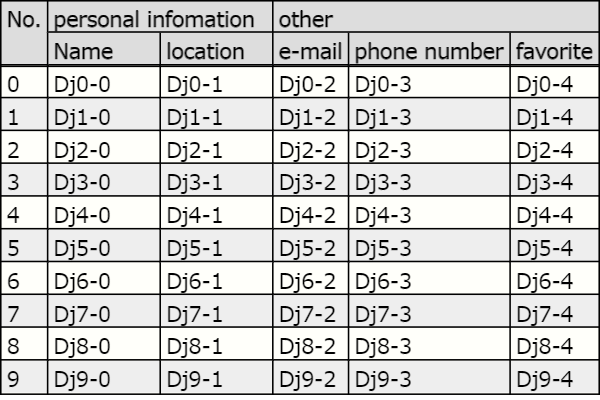 No. personal infomation other
Name location e-mail phone number favorite
0 Dj0-0 Dj0-1 Dj0-2 Dj0-3 Dj0-4
1 Dj1-0 Dj1-1 Dj1-2 Dj1-3 Dj1-4
2 Dj2-0 Dj2-1 Dj2-2 Dj2-3 Dj2-4
3 Dj3-0 Dj3-1 Dj3-2 Dj3-3 Dj3-4
4 Dj4-0 Dj4-1 Dj4-2 Dj4-3 Dj4-4
5 Dj5-0 Dj5-1 Dj5-2 Dj5-3 Dj5-4
6 Dj6-0 Dj6-1 Dj6-2 Dj6-3 Dj6-4
7 Dj7-0 Dj7-1 Dj7-2 Dj7-3 Dj7-4
8 Dj8-0 Dj8-1 Dj8-2 Dj8-3 Dj8-4
9 Dj9-0 Dj9-1 Dj9-2 Dj9-3 Dj9-4